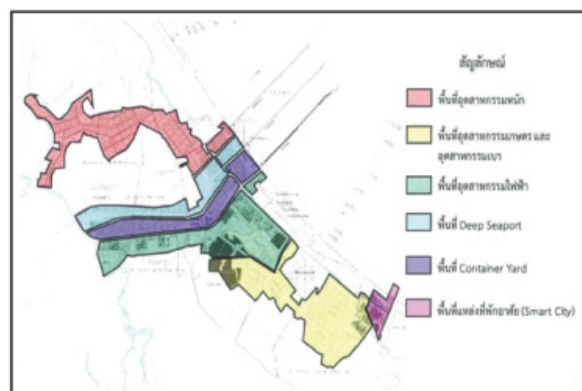 สัญลักษณ์
พื้นที่อุตสาหกรรมหนัก
พื้นที่อุตสาหกรรมเกษตร และ
อุตสาหกรรมเบา
พื้นที่อุตสาหกรรมไฟฟ้า
พื้นที่ Deep Seaport
พื้นที่ Container Yard
พื้นที่แหล่งที่พักอาศัย (Smart City)